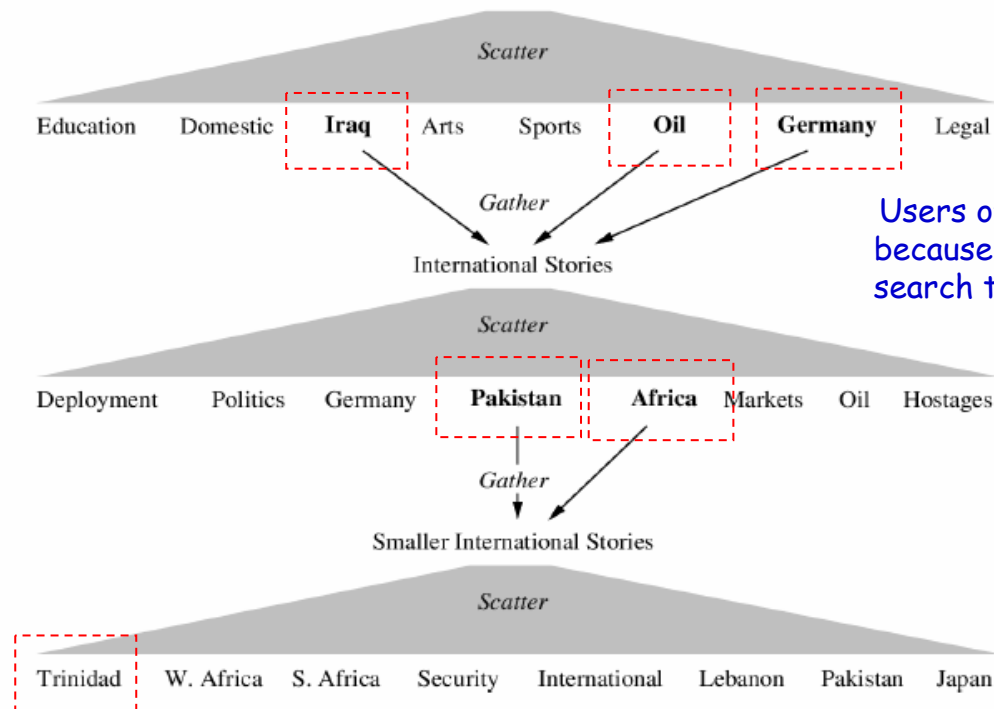 Scatter
Education Domestic Iraq Arts Sports Oil Germany Legal
Gather
Users o
because
search t
International Stories
Scatter
Deployment Politics Germany Pakistan Africa Markets Oil Hostages
Gather
Smaller International Stories
Scatter
Trinidad W. Africa S. Africa Security International Lebanon Pakistan Japan